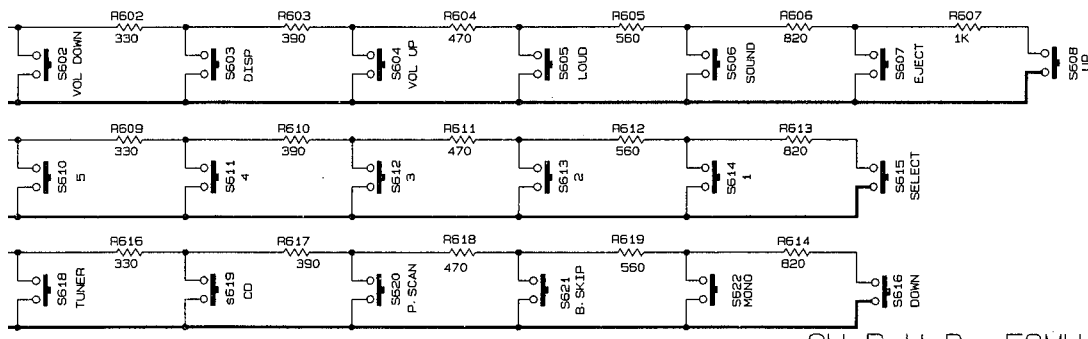 R602 R603 R604 R605 R606 R607
330 390 470 560 820 1K
S602 VOL DOWN S603 DISP S604 VOL UP S605 LOUD S606 SOUND S607 EJECT S608 UP
R609 R610 R611 R612 R613
330 390 470 560 820
S610 5 S611 4 S612 3 S613 2 S614 1 S615 SELECT
R616 R617 R618 R619 R614
330 390 470 560 820
S618 TUNER s619 CD S620 P. SCAN S621 B. SKIP S622 MONO S616 DOWN